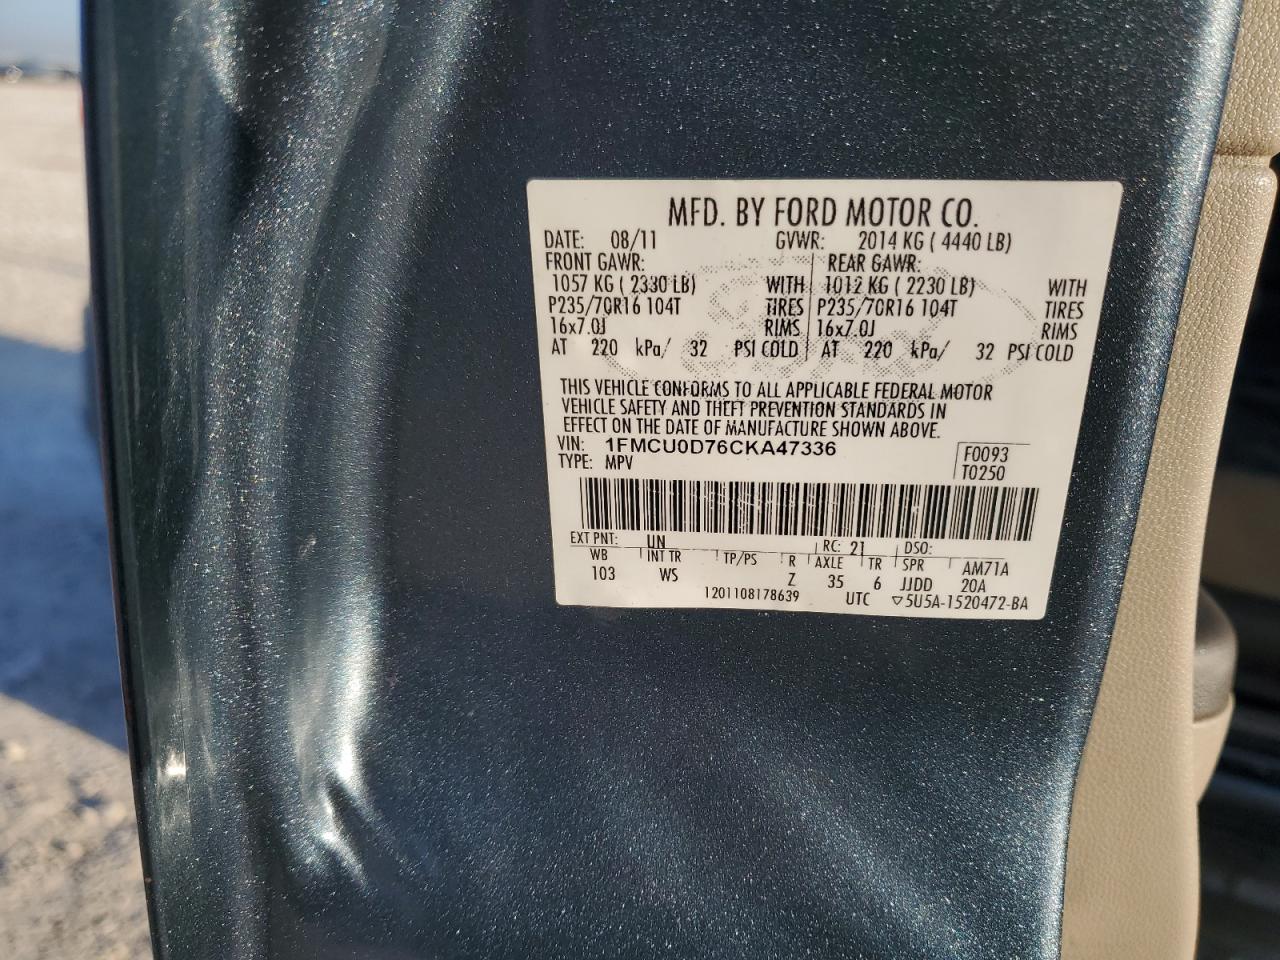 MFD. BY FORD MOTOR CO.
DATE: 08/11 GVWR: 2014 KG ( 4440 LB)
FRONT GAWR: REAR GAWR:
1057 KG ( 2330 LB) WITH 1012 KG ( 2230 LB) WITH
P235/70R16 104T TIRES P235/70R16 104T TIRES
16x7.0J RIMS 16x7.0J RIMS
AT 220 kPa/ 32 PSI COLD AT 220 kPa/ 32 PSI COLD
THIS VEHICLE CONFORMS TO ALL APPLICABLE FEDERAL MOTOR
VEHICLE SAFETY AND THEFT PREVENTION STANDARDS IN
EFFECT ON THE DATE OF MANUFACTURE SHOWN ABOVE.
VIN: 1FMCU0D76CKA47336
TYPE: MPV
F0093
T0250
EXT PNT: UN RC: 21 DSO:
WB INT TR TP/PS R AXLE TR SPR AM71A
103 WS Z 35 6 JJDD 20A
1201108178639 UTC ▽5U5A-1520472-BA